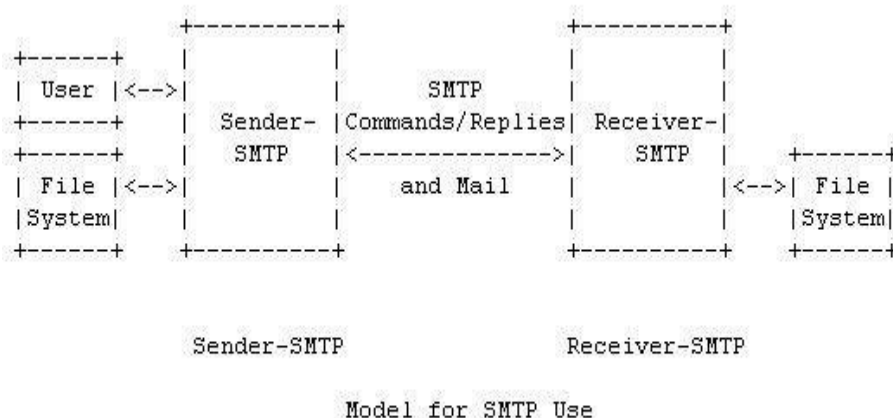 +----------+                +----------+
+------+    |          |                |          |
| User |<-->|          |      SMTP      |          |
+------+    |  Sender- |Commands/Replies| Receiver-|
+------+    |   SMTP   |<-------------->|    SMTP  |    +------+
| File |<-->|          |    and Mail    |          |<-->| File |
|System|    |          |                |          |    |System|
+------+    +----------+                +----------+    +------+
Sender-SMTP                Receiver-SMTP
Model for SMTP Use